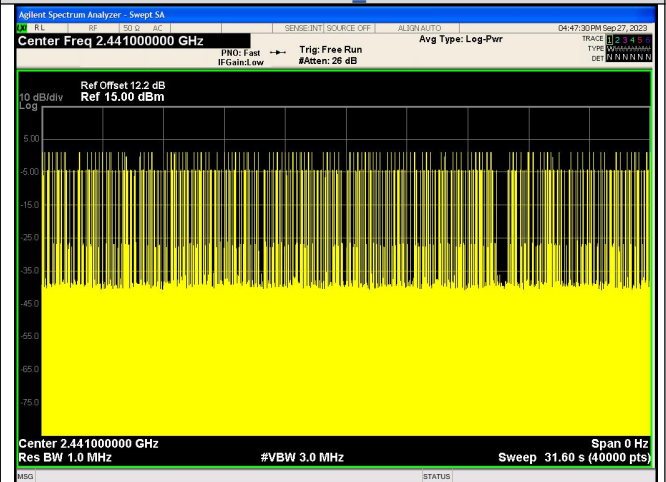 Agilent Spectrum Analyzer - Swept SA
RL RF 50 Ω AC SENSE:INT SOURCE OFF ALIGN AUTO 04:47:30 PM Sep 27, 2023
Center Freq 2.441000000 GHz
PNO: Fast
IFGain:Low
Trig: Free Run
#Atten: 26 dB
Avg Type: Log-Pwr
TRACE 1 2 3 4 5 6
TYPE
DET N N N N N N
Ref Offset 12.2 dB
10 dB/div Ref 15.00 dBm
Log
5.00
-5.00
-15.0
-25.0
-35.0
-45.0
-55.0
-65.0
-75.0
Center 2.441000000 GHz Span 0 Hz
Res BW 1.0 MHz #VBW 3.0 MHz Sweep 31.60 s (40000 pts)
MSG STATUS